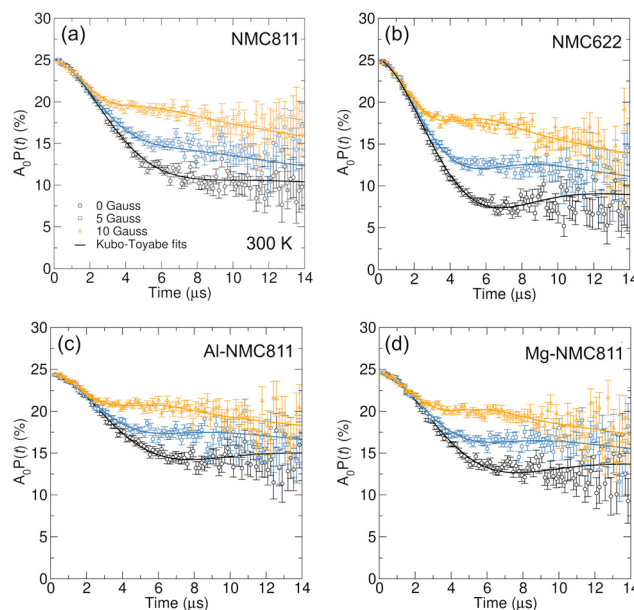 (a) NMC811
30
25
20
15
10
5
0
A₀P(t) (%)
0 Gauss
5 Gauss
10 Gauss
Kubo-Toyabe fits
300 K
0 2 4 6 8 10 12 14
Time (μs)
(b) NMC622
30
25
20
15
10
5
0
A₀P(t) (%)
0 2 4 6 8 10 12 14
Time (μs)
(c) Al-NMC811
30
25
20
15
10
5
0
A₀P(t) (%)
0 2 4 6 8 10 12 14
Time (μs)
(d) Mg-NMC811
30
25
20
15
10
5
0
A₀P(t) (%)
0 2 4 6 8 10 12 14
Time (μs)